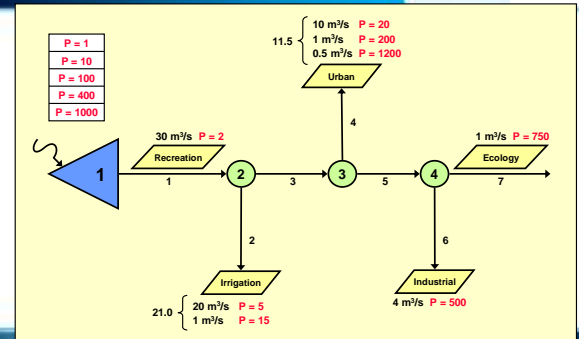 10 m³/s P = 20
11.5
1 m³/s P = 200
0.5 m³/s P = 1200
Urban
P = 1
P = 10
P = 100
P = 400
P = 1000
30 m³/s P = 2
Recreation
1 m³/s P = 750
Ecology
4
1
1
2
3
3
5
4
7
2
6
Irrigation
Industrial
21.0
20 m³/s P = 5
1 m³/s P = 15
4 m³/s P = 500